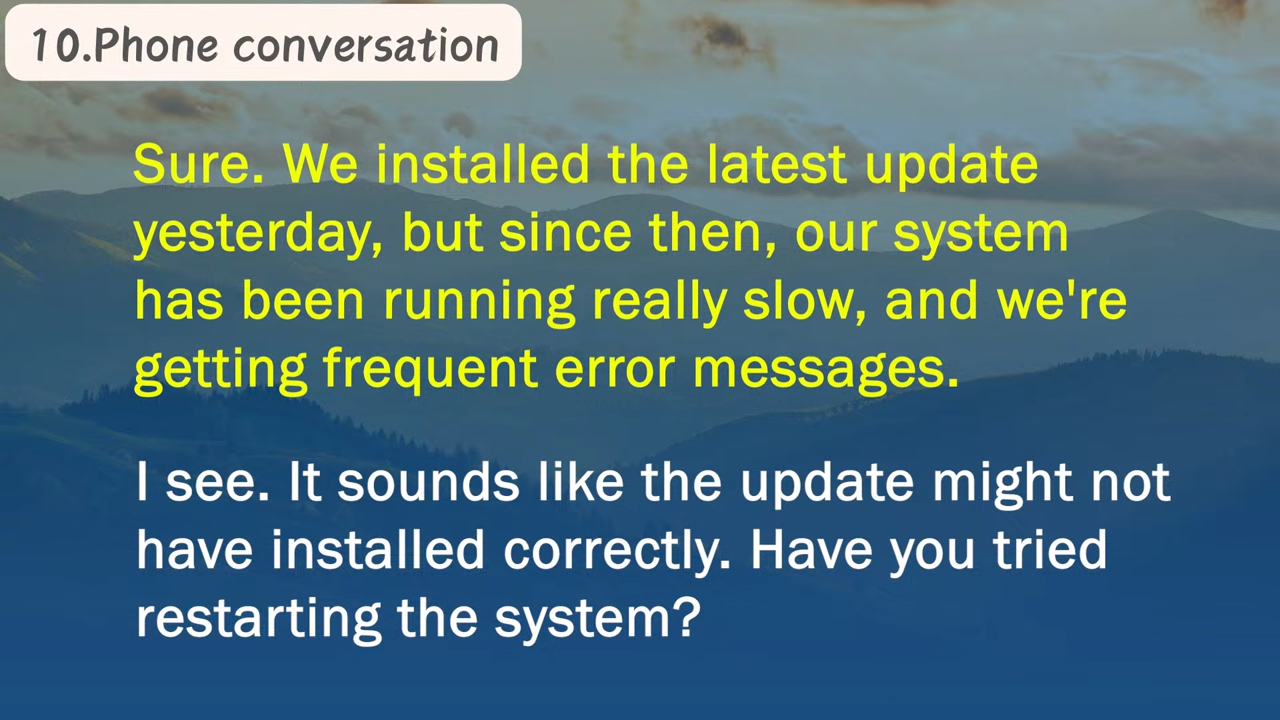 10.Phone conversation
Sure. We installed the latest update
yesterday, but since then, our system
has been running really slow, and we're
getting frequent error messages.
I see. It sounds like the update might not
have installed correctly. Have you tried
restarting the system?